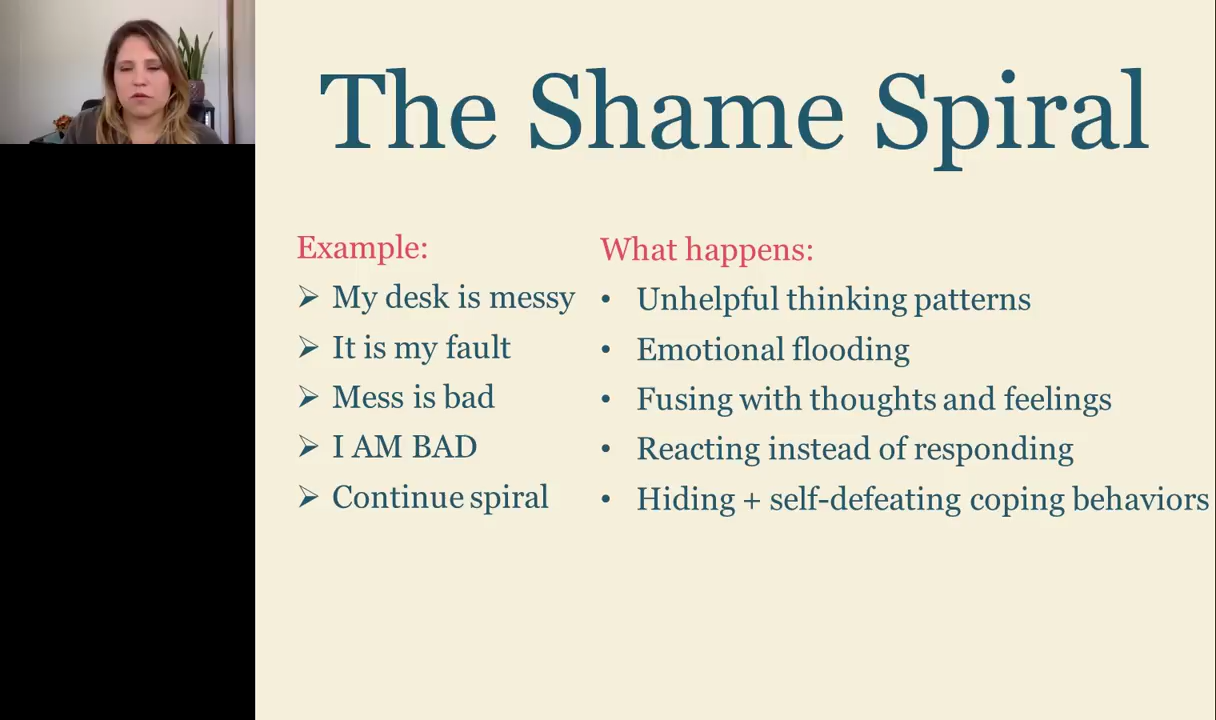 The Shame Spiral
Example:
➢ My desk is messy
➢ It is my fault
➢ Mess is bad
➢ I AM BAD
➢ Continue spiral
What happens:
• Unhelpful thinking patterns
• Emotional flooding
• Fusing with thoughts and feelings
• Reacting instead of responding
• Hiding + self-defeating coping behaviors